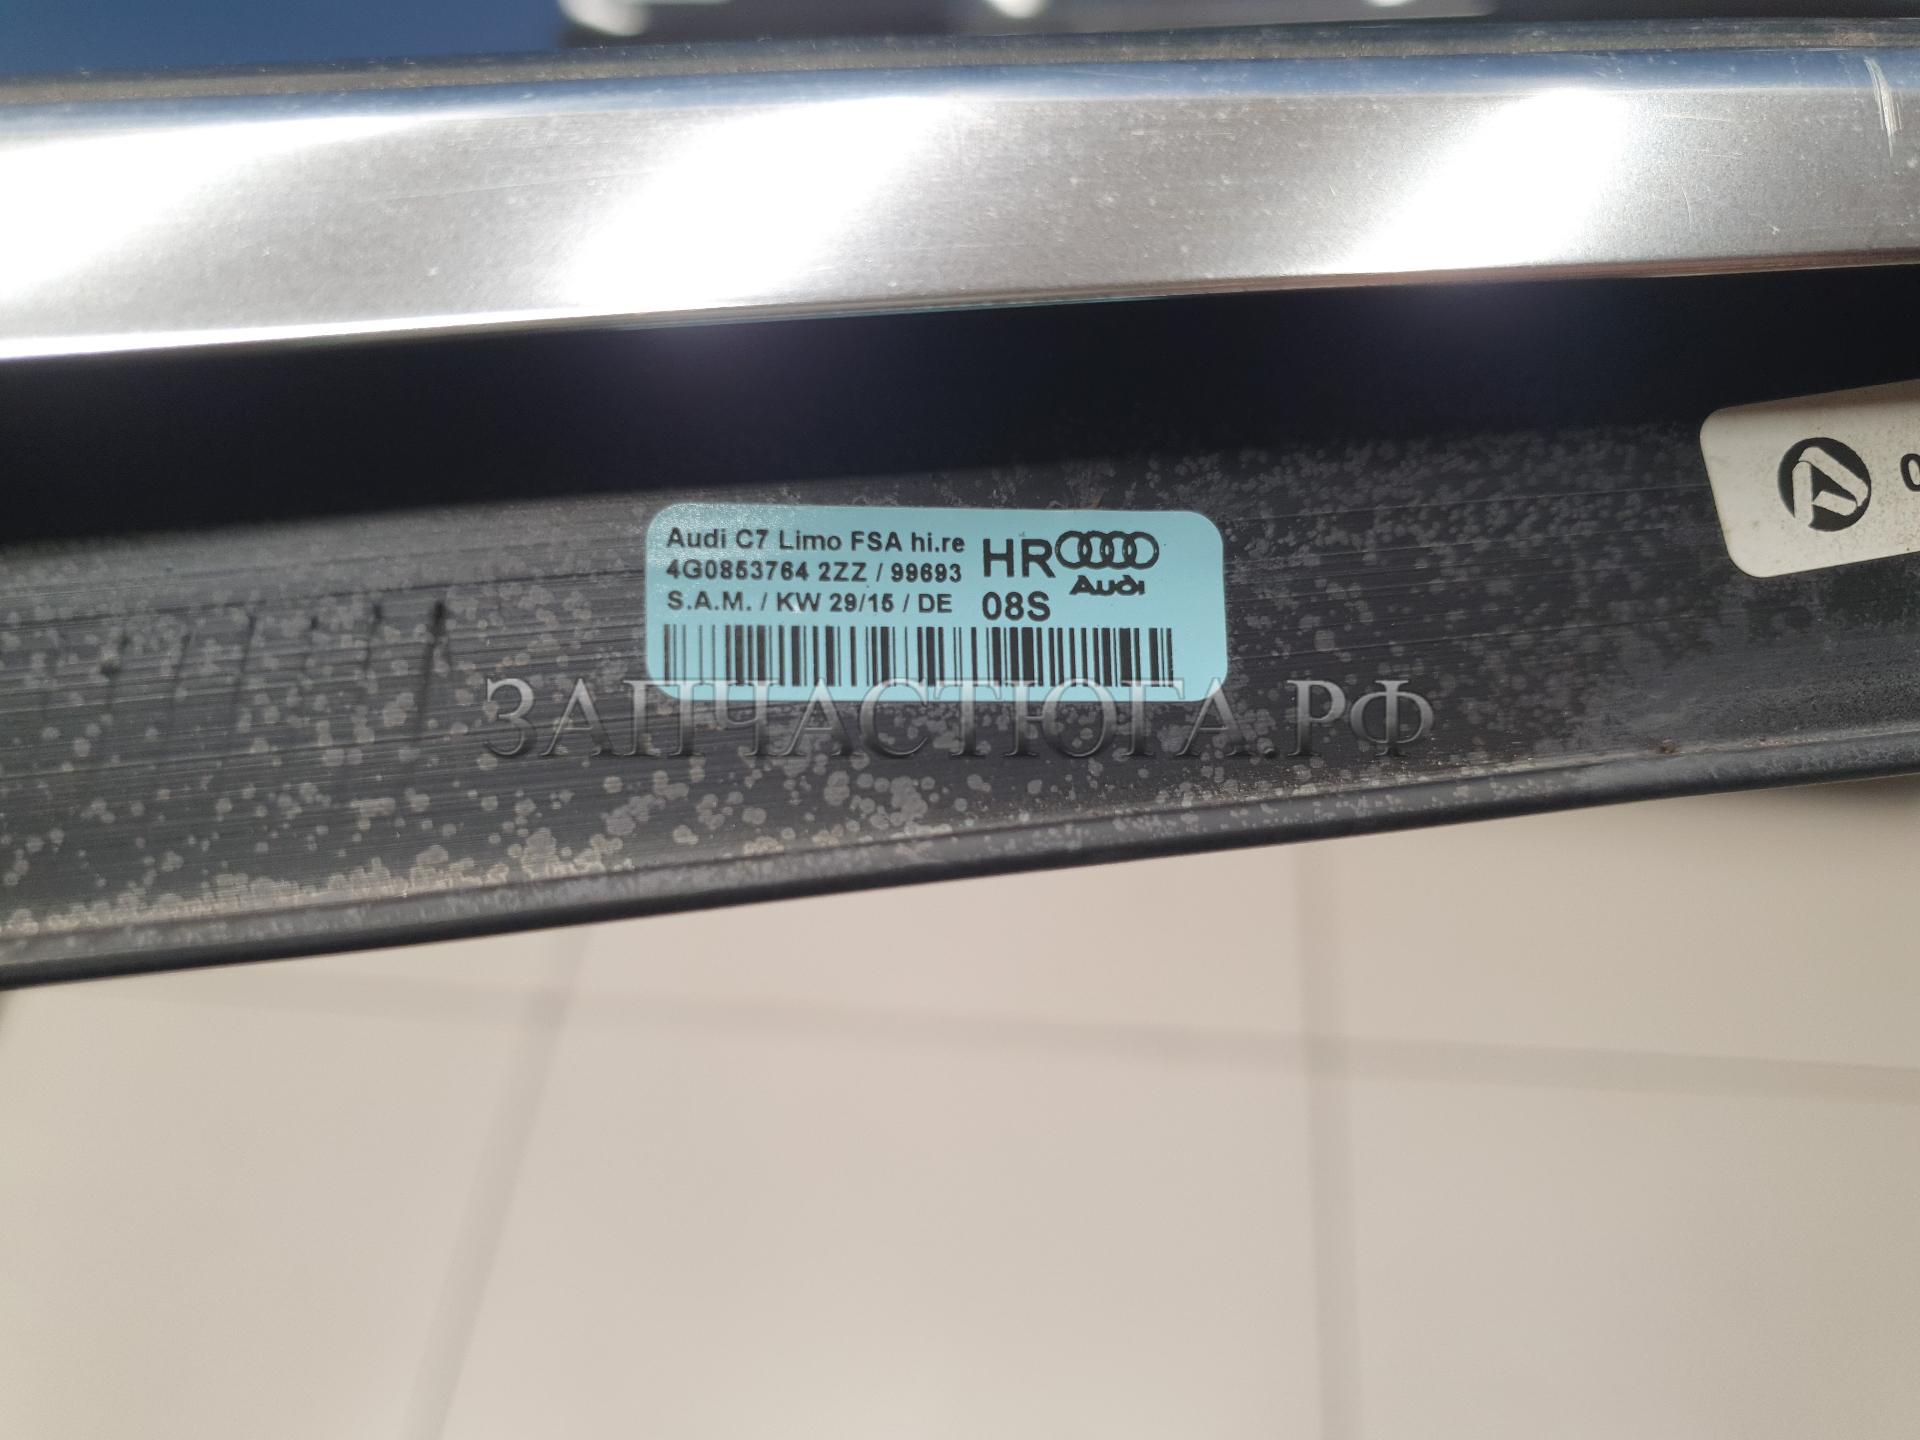 Audi C7 Limo FSA hi.re
4G0853764 2ZZ / 99693
S.A.M. / KW 29/15 / DE
HR
Audi
08S
ЗАПЧАСТЮГА.РФ